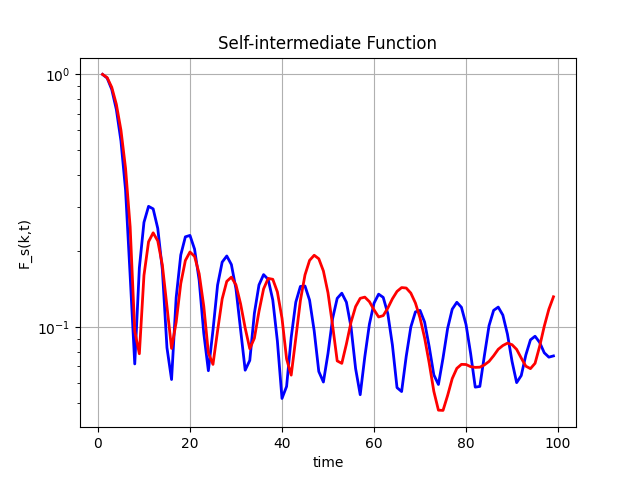 Self-intermediate Function
F_s(k,t)
10⁰
10⁻¹
0 20 40 60 80 100
time